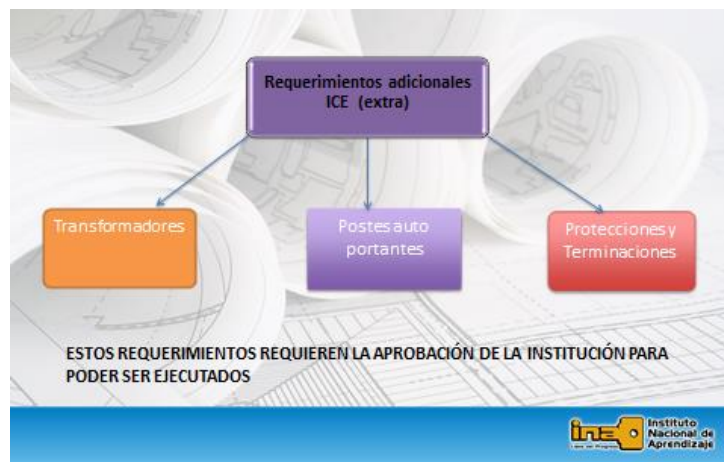 Requerimientos adicionales
ICE (extra)
Transformadores
Postes auto
portantes
Protecciones y
Terminaciones
ESTOS REQUERIMIENTOS REQUIEREN LA APROBACIÓN DE LA INSTITUCIÓN PARA
PODER SER EJECUTADOS
ina
Instituto
Nacional de
Aprendizaje